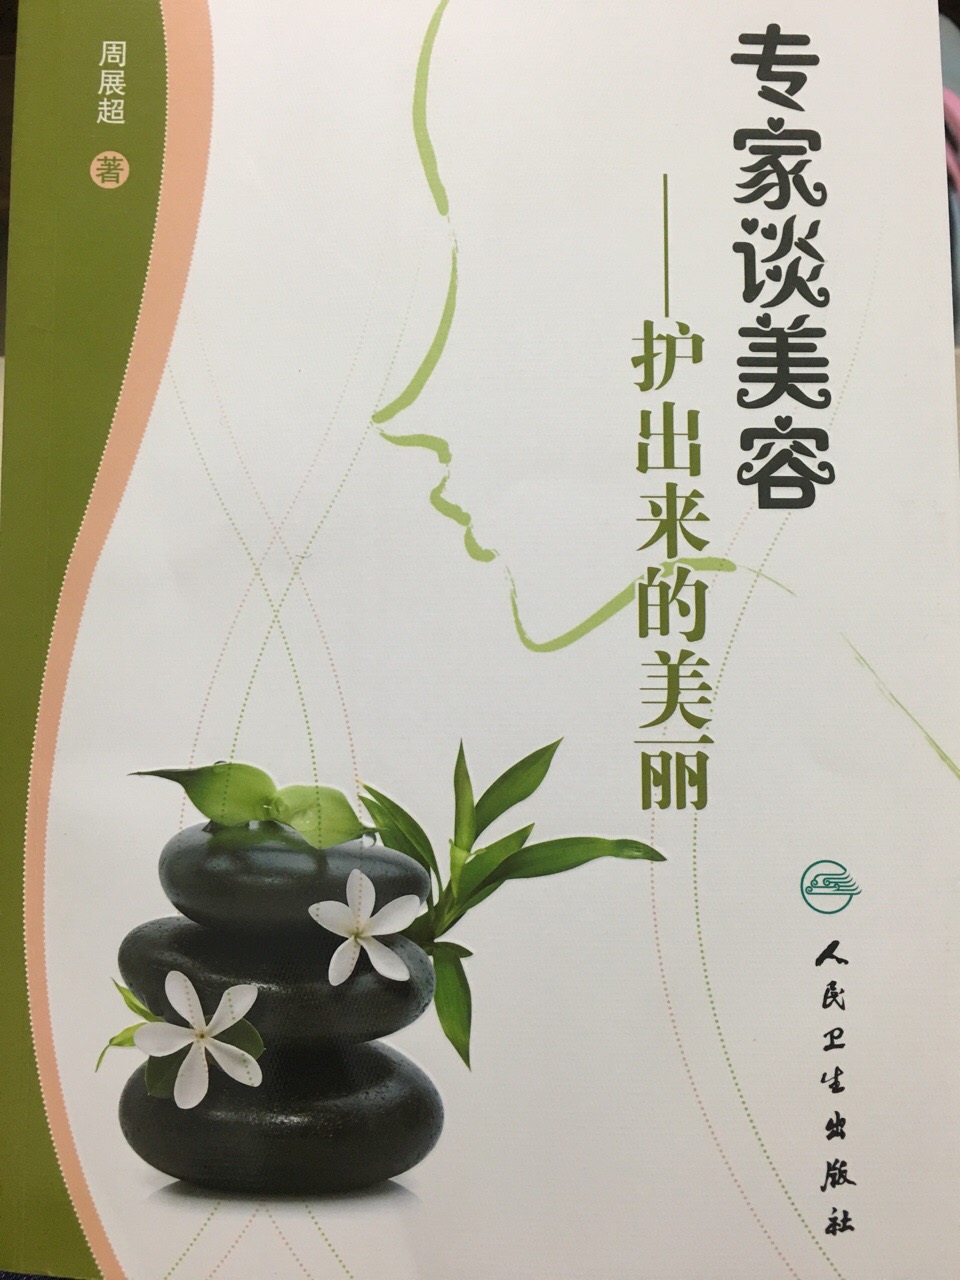 专家谈美容
——护出来的美丽
周展超 著
人民卫生出版社